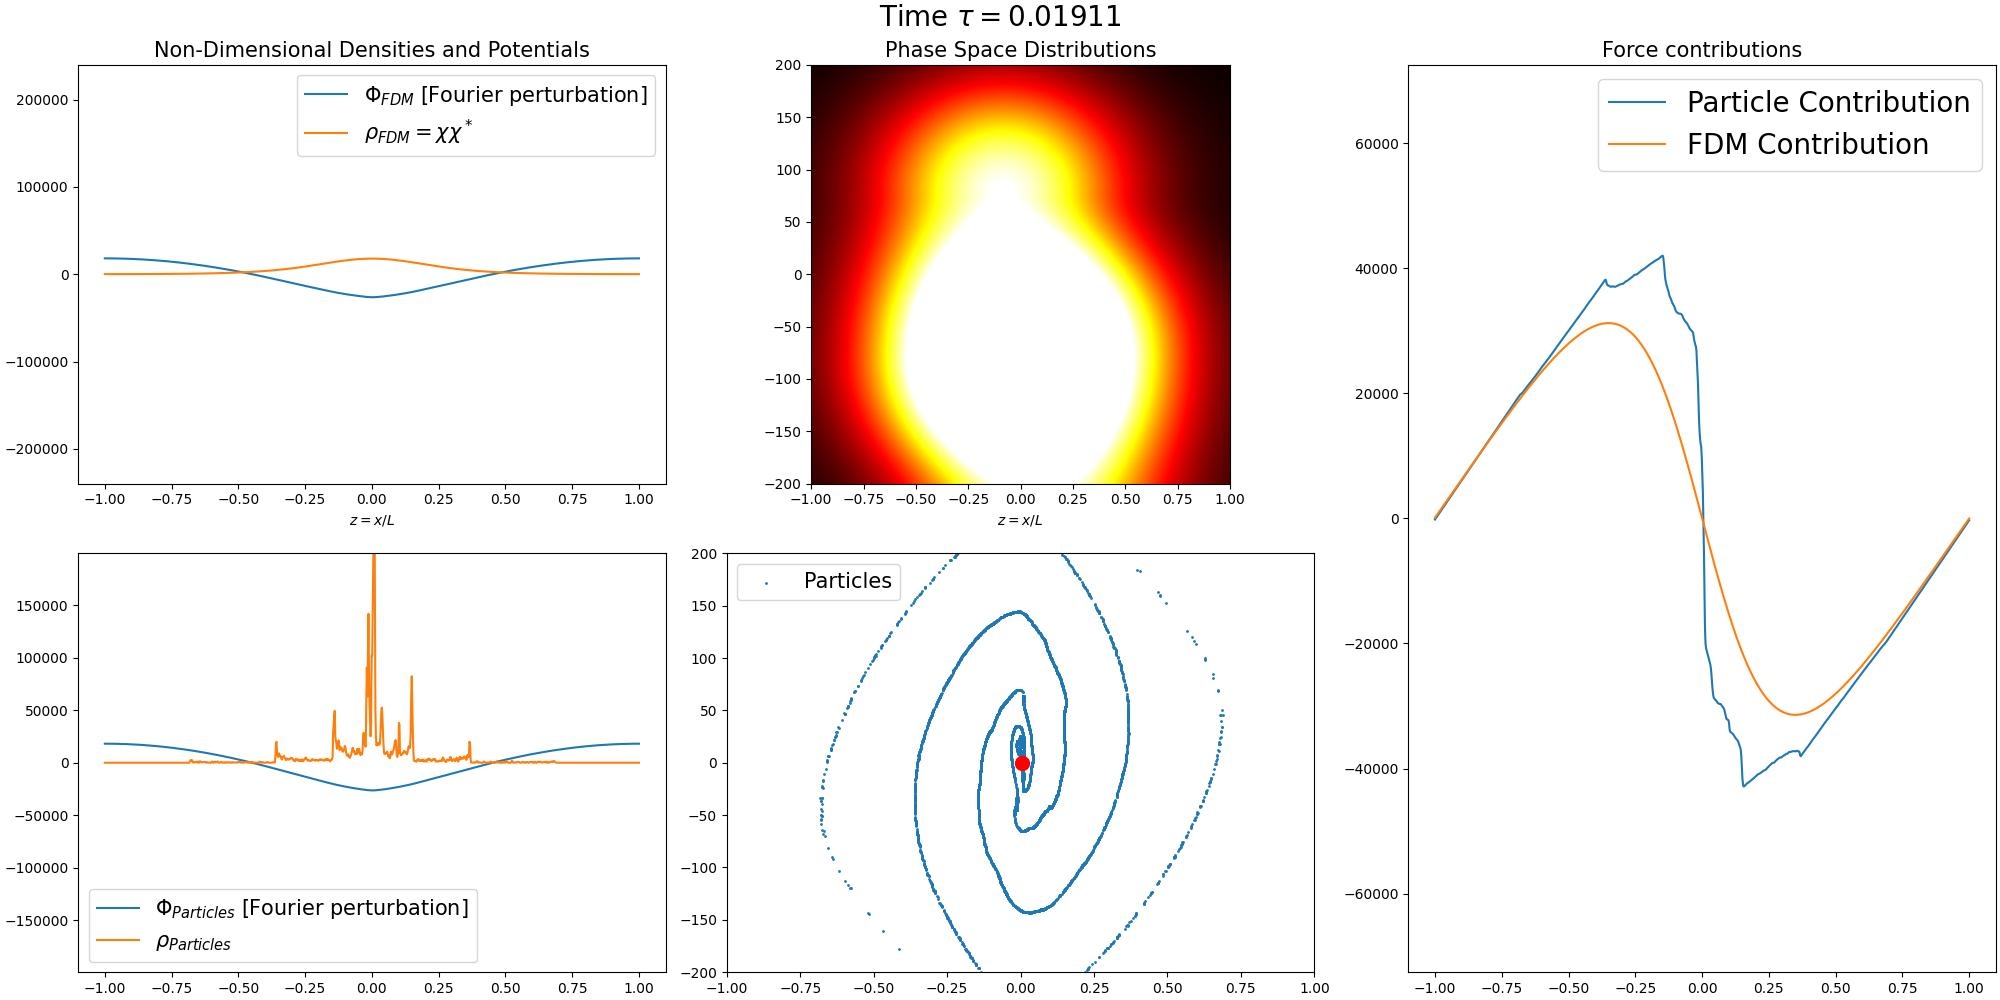 Time τ = 0.01911
Non-Dimensional Densities and Potentials
200000
100000
0
−100000
−200000
Φ_FDM [Fourier perturbation]
ρ_FDM = χχ*
−1.00 −0.75 −0.50 −0.25 0.00 0.25 0.50 0.75 1.00
z = x/L
Phase Space Distributions
200
150
100
50
0
−50
−100
−150
−200
−1.00 −0.75 −0.50 −0.25 0.00 0.25 0.50 0.75 1.00
z = x/L
Force contributions
Particle Contribution
FDM Contribution
60000
40000
20000
0
−20000
−40000
−60000
−1.00 −0.75 −0.50 −0.25 0.00 0.25 0.50 0.75 1.00
150000
100000
50000
0
−50000
−100000
−150000
Φ_Particles [Fourier perturbation]
ρ_Particles
−1.00 −0.75 −0.50 −0.25 0.00 0.25 0.50 0.75 1.00
Particles
200
150
100
50
0
−50
−100
−150
−200
−1.00 −0.75 −0.50 −0.25 0.00 0.25 0.50 0.75 1.00